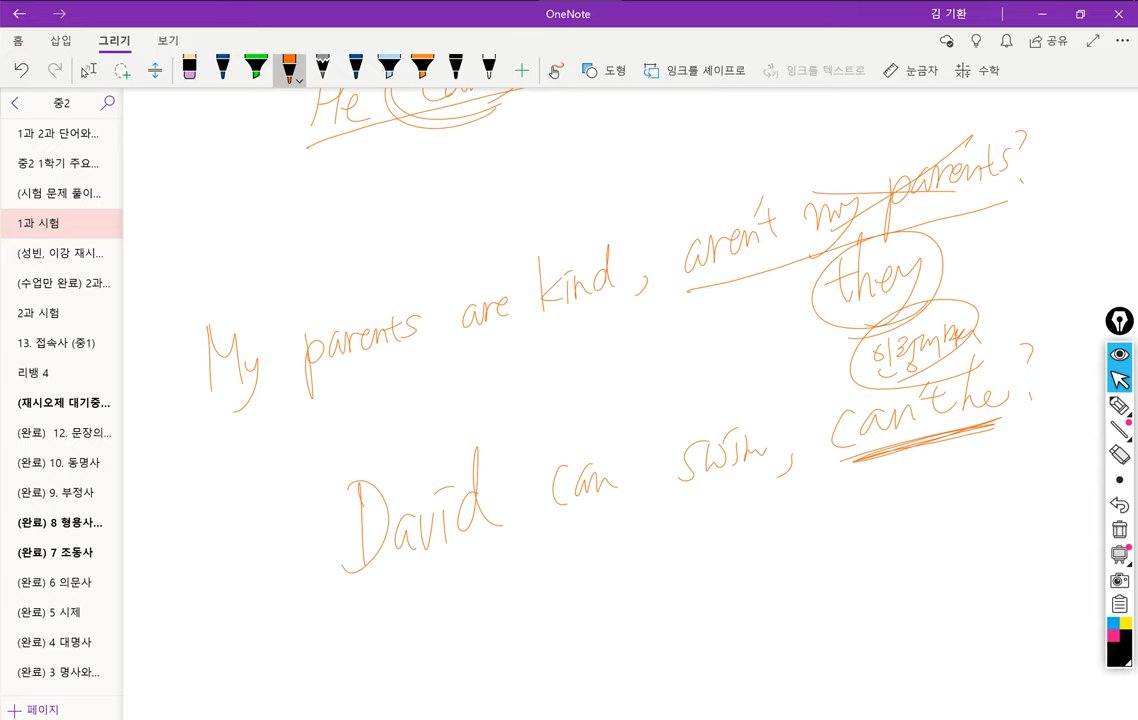 OneNote
김 기환
홈 삽입 그리기 보기
공유
도형 잉크를 셰이프로 잉크를 텍스트로 눈금자 수학
중2
1과 2과 단어와...
중2 1학기 주요...
(시험 문제 풀이...
1과 시험
(성빈, 이강 재시...
(수업만 완료) 2과...
2과 시험
13. 접속사 (중1)
리뱅 4
(재시오제 대기중...
(완료) 12. 문장의...
(완료) 10. 동명사
(완료) 9. 부정사
(완료) 8 형용사...
(완료) 7 조동사
(완료) 6 의문사
(완료) 5 시제
(완료) 4 대명사
(완료) 3 명사와...
페이지
He
My parents are kind, aren't my parents?
they
인칭대명사
David can swim, can't he?